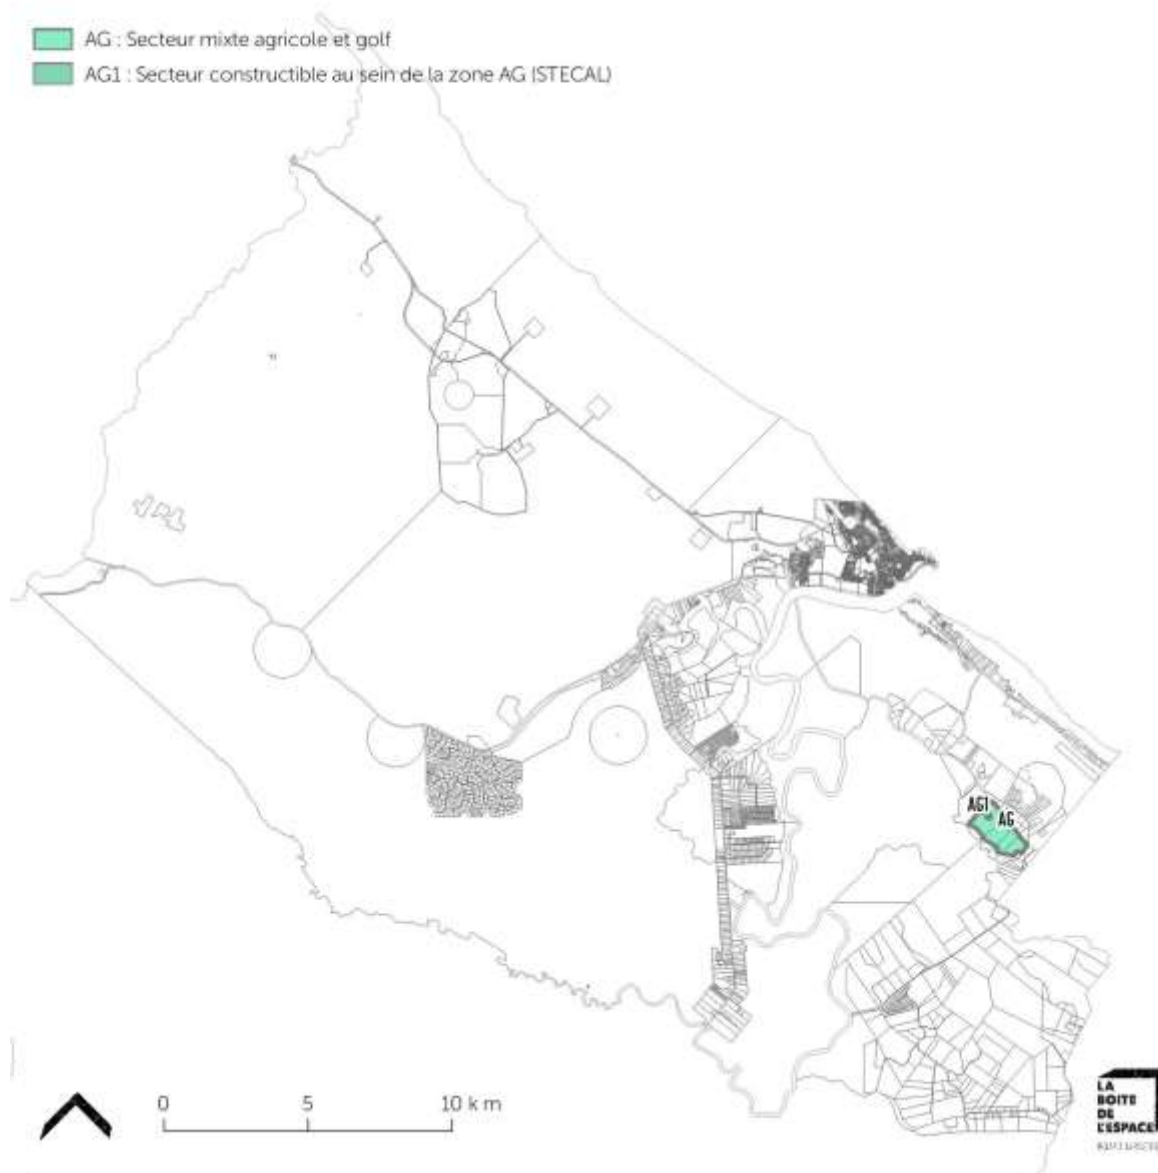 AG : Secteur mixte agricole et golf
AG1 : Secteur constructible au sein de la zone AG (STECAL)
AG1
AG
0 5 10 km
LA
BOITE
DE
L'ESPACE